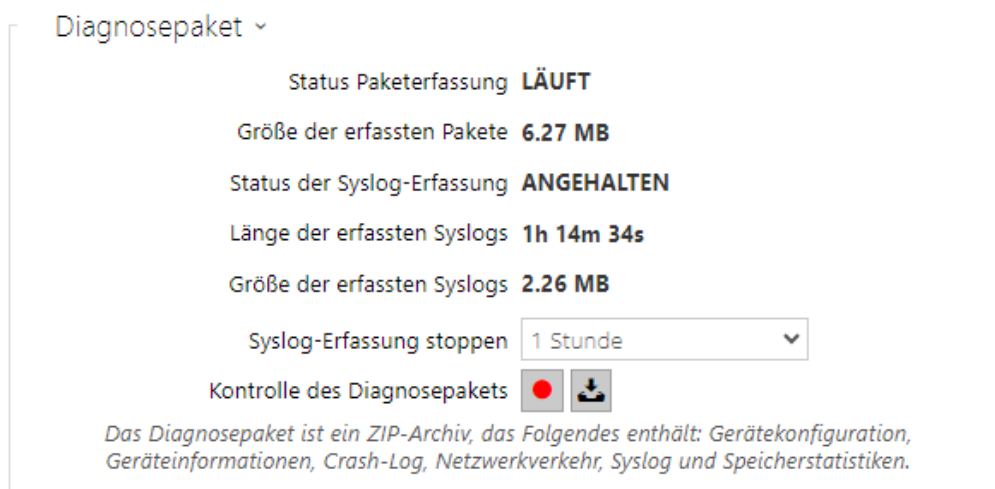 Diagnosepaket
Status Paketerfassung LÄUFT
Größe der erfassten Pakete 6.27 MB
Status der Syslog-Erfassung ANGEHALTEN
Länge der erfassten Syslogs 1h 14m 34s
Größe der erfassten Syslogs 2.26 MB
Syslog-Erfassung stoppen 1 Stunde
Kontrolle des Diagnosepakets
Das Diagnosepaket ist ein ZIP-Archiv, das Folgendes enthält: Gerätekonfiguration,
Geräteinformationen, Crash-Log, Netzwerkverkehr, Syslog und Speicherstatistiken.